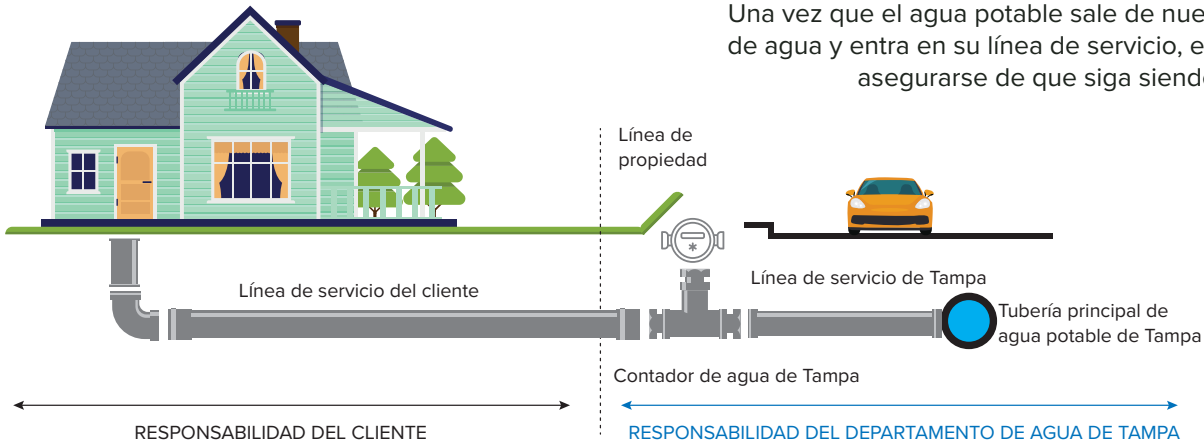 Una vez que el agua potable sale de
de agua y entra en su línea de servicio,
asegurarse de que siga siendo
Línea de
propiedad
Línea de servicio del cliente
Línea de servicio de Tampa
Tubería principal de
agua potable de Tampa
Contador de agua de Tampa
RESPONSABILIDAD DEL CLIENTE
RESPONSABILIDAD DEL DEPARTAMENTO DE AGUA DE TAMPA